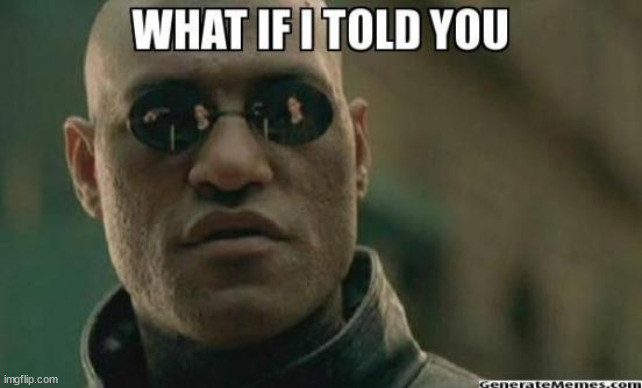 WHAT IF I TOLD YOU
imgflip.com
GenerateMemes.com